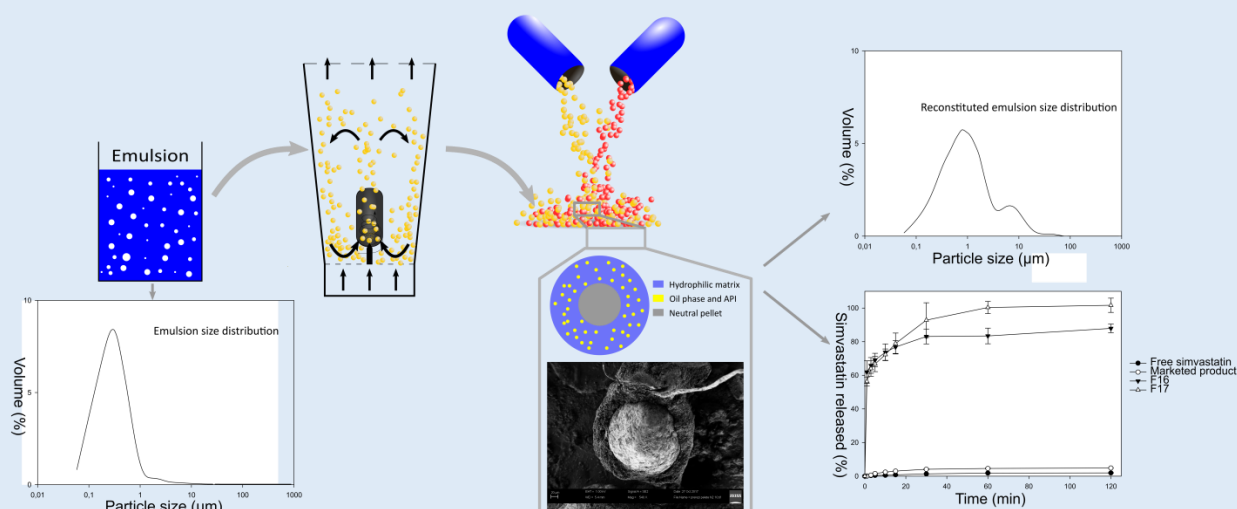 Emulsion
10
5
0
Volume (%)
Emulsion size distribution
0,01
0,1
1
10
100
1000
Particle size (µm)
Hydrophilic matrix
Oil phase and API
Neutral pellet
10
5
0
Volume (%)
Reconstituted emulsion size distribution
0,01
0,1
1
10
100
1000
Particle size (µm)
100
80
60
40
20
0
Simvastatin released
(%)
0
20
40
60
80
100
120
Time (min)
Free simvastatin
Marketed product
F16
F17